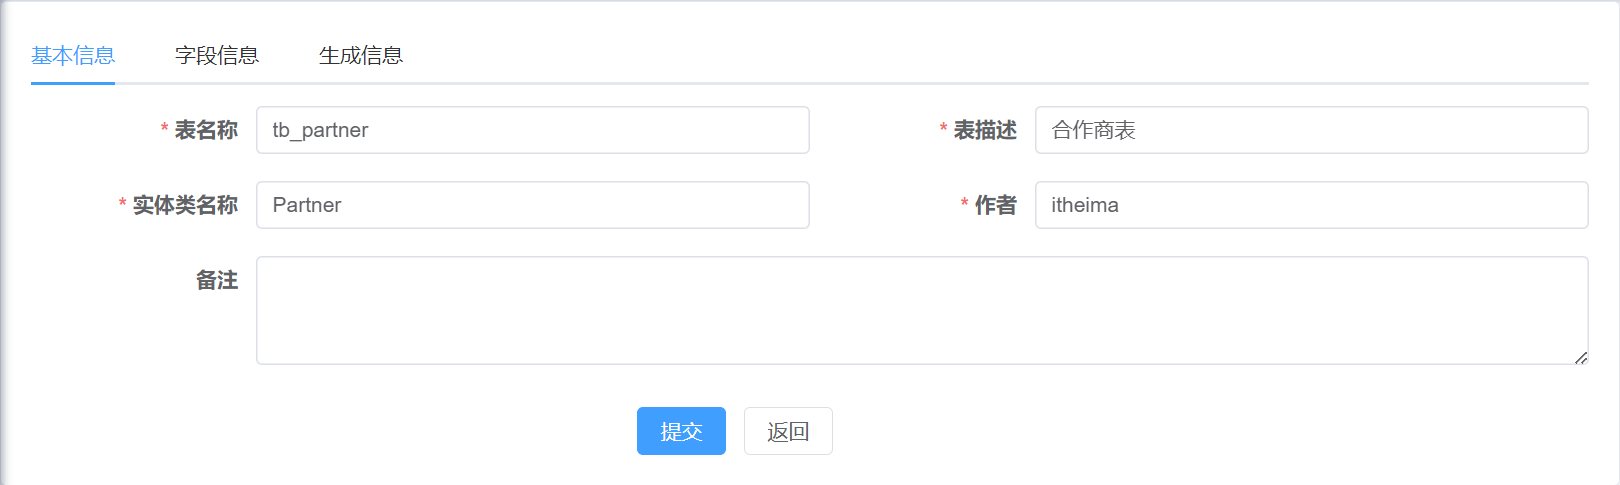 基本信息 字段信息 生成信息
* 表名称 tb_partner * 表描述 合作商表
* 实体类名称 Partner * 作者 itheima
备注
提交 返回